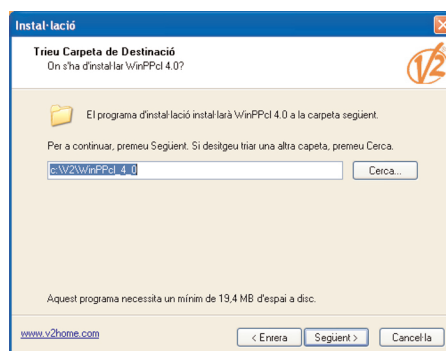 Instal·lació
Trieu Carpeta de Destinació
On s'ha d'instal·lar WinPPcl 4.0?
V2
El programa d'instal·lació instal·larà WinPPcl 4.0 a la carpeta següent.
Per a continuar, premeu Següent. Si desitgeu triar una altra capeta, premeu Cerca.
c:\V2\WinPPcl_4_0
Cerca...
Aquest programa necessita un mínim de 19,4 MB d'espai a disc.
www.v2home.com
< Enrera
Següent >
Cancel·la